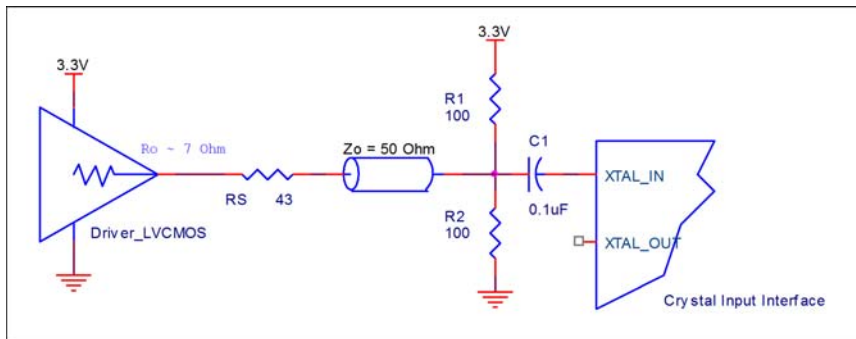 3.3V
3.3V
R1
100
Ro ~ 7 Ohm
Zo = 50 Ohm
C1
XTAL_IN
RS 43
R2
100
0.1uF
Driver_LVCMOS
XTAL_OUT
Crystal Input Interface